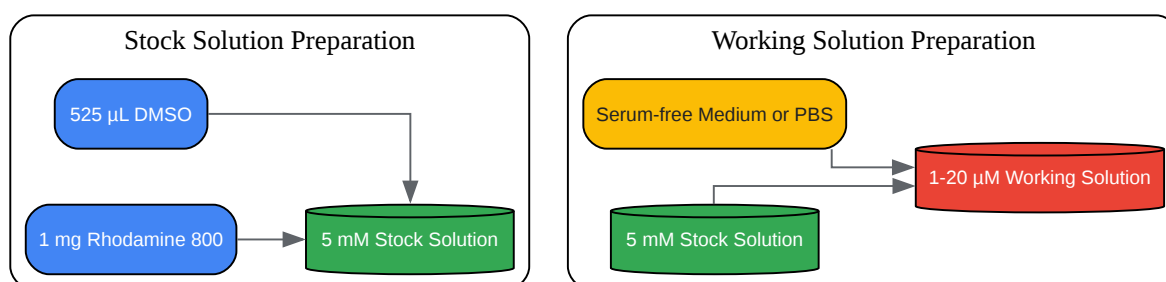 Stock Solution Preparation
525 µL DMSO
1 mg Rhodamine 800
5 mM Stock Solution
Working Solution Preparation
Serum-free Medium or PBS
5 mM Stock Solution
1-20 µM Working Solution